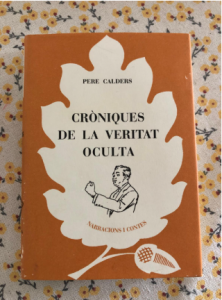 PERE CALDERS
CRÒNIQUES
DE LA VERITAT
OCULTA
NARRACIONS I CONTES